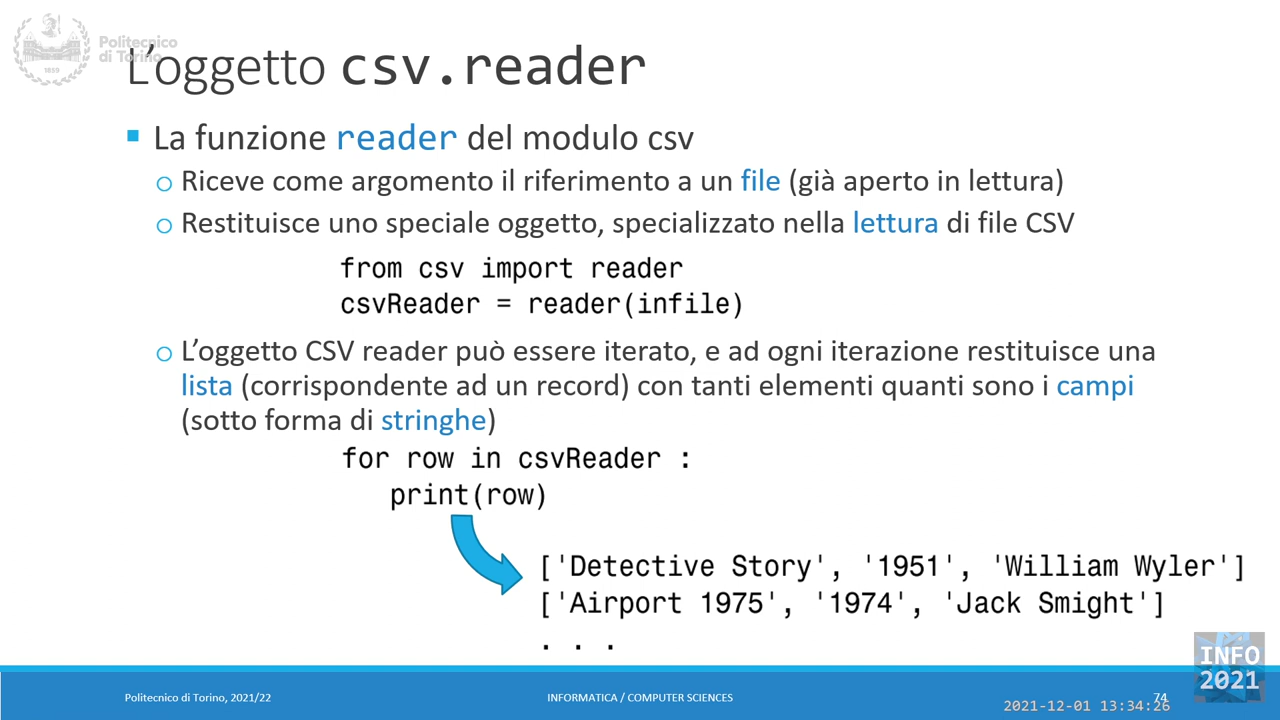 Politecnico
di Torino
1859
L'oggetto csv.reader
▪ La funzione reader del modulo csv
o Riceve come argomento il riferimento a un file (già aperto in lettura)
o Restituisce uno speciale oggetto, specializzato nella lettura di file CSV
from csv import reader
csvReader = reader(infile)
o L'oggetto CSV reader può essere iterato, e ad ogni iterazione restituisce una
lista (corrispondente ad un record) con tanti elementi quanti sono i campi
(sotto forma di stringhe)
for row in csvReader :
print(row)
['Detective Story', '1951', 'William Wyler']
['Airport 1975', '1974', 'Jack Smight']
. . .
INFO
2021
Politecnico di Torino, 2021/22
INFORMATICA / COMPUTER SCIENCES
74
2021-12-01 13:34:26